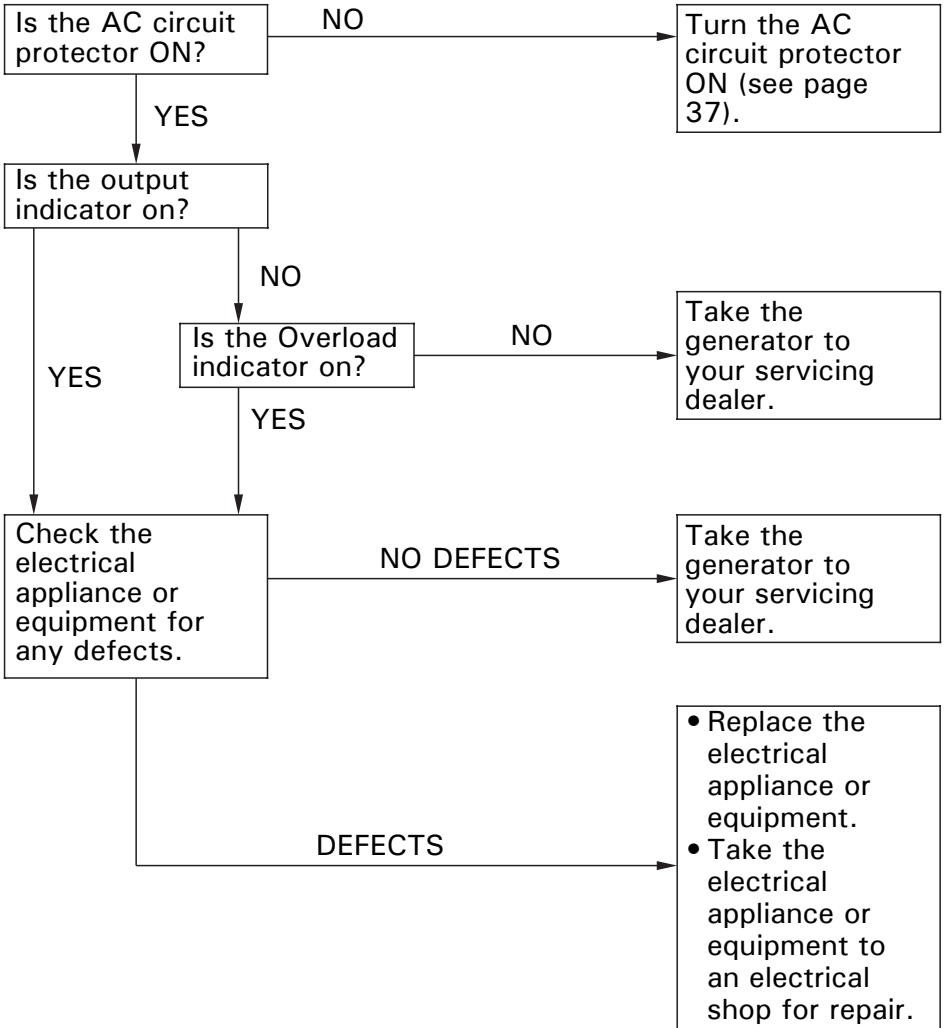 Is the AC circuit
protector ON?
NO
Turn the AC
circuit protector
ON (see page
37).
YES
Is the output
indicator on?
NO
Is the Overload
indicator on?
NO
Take the
generator to
your servicing
dealer.
YES
YES
Check the
electrical
appliance or
equipment for
any defects.
NO DEFECTS
Take the
generator to
your servicing
dealer.
DEFECTS
• Replace the
electrical
appliance or
equipment.
• Take the
electrical
appliance or
equipment to
an electrical
shop for repair.